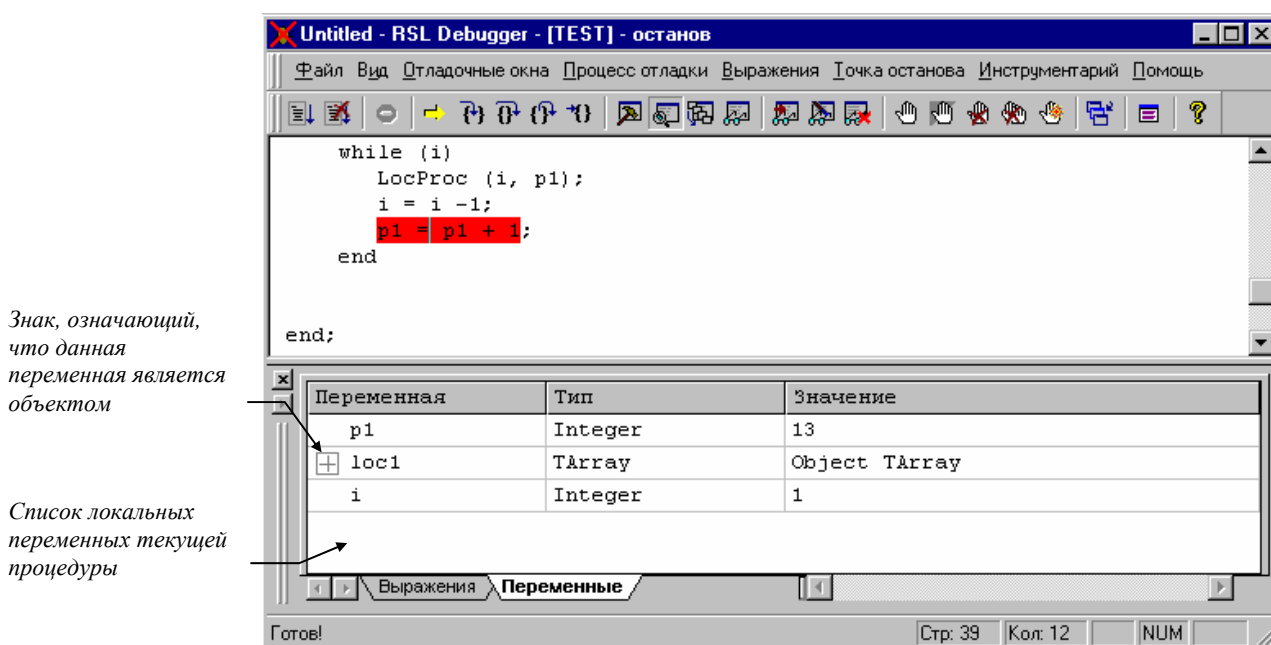 Untitled - RSL Debugger - [TEST] - останов
Файл Вид Отладочные окна Процесс отладки Выражения Точка останова Инструментарий Помощь
while (i)
LocProc (i, p1);
i = i -1;
p1 = p1 + 1;
end
end;
Знак, означающий,
что данная
переменная является
объектом
Переменная Тип Значение
p1 Integer 13
loc1 TArray Object TArray
i Integer 1
Список локальных
переменных текущей
процедуры
Выражения Переменные
Готов! Стр: 39 Кол: 12 NUM